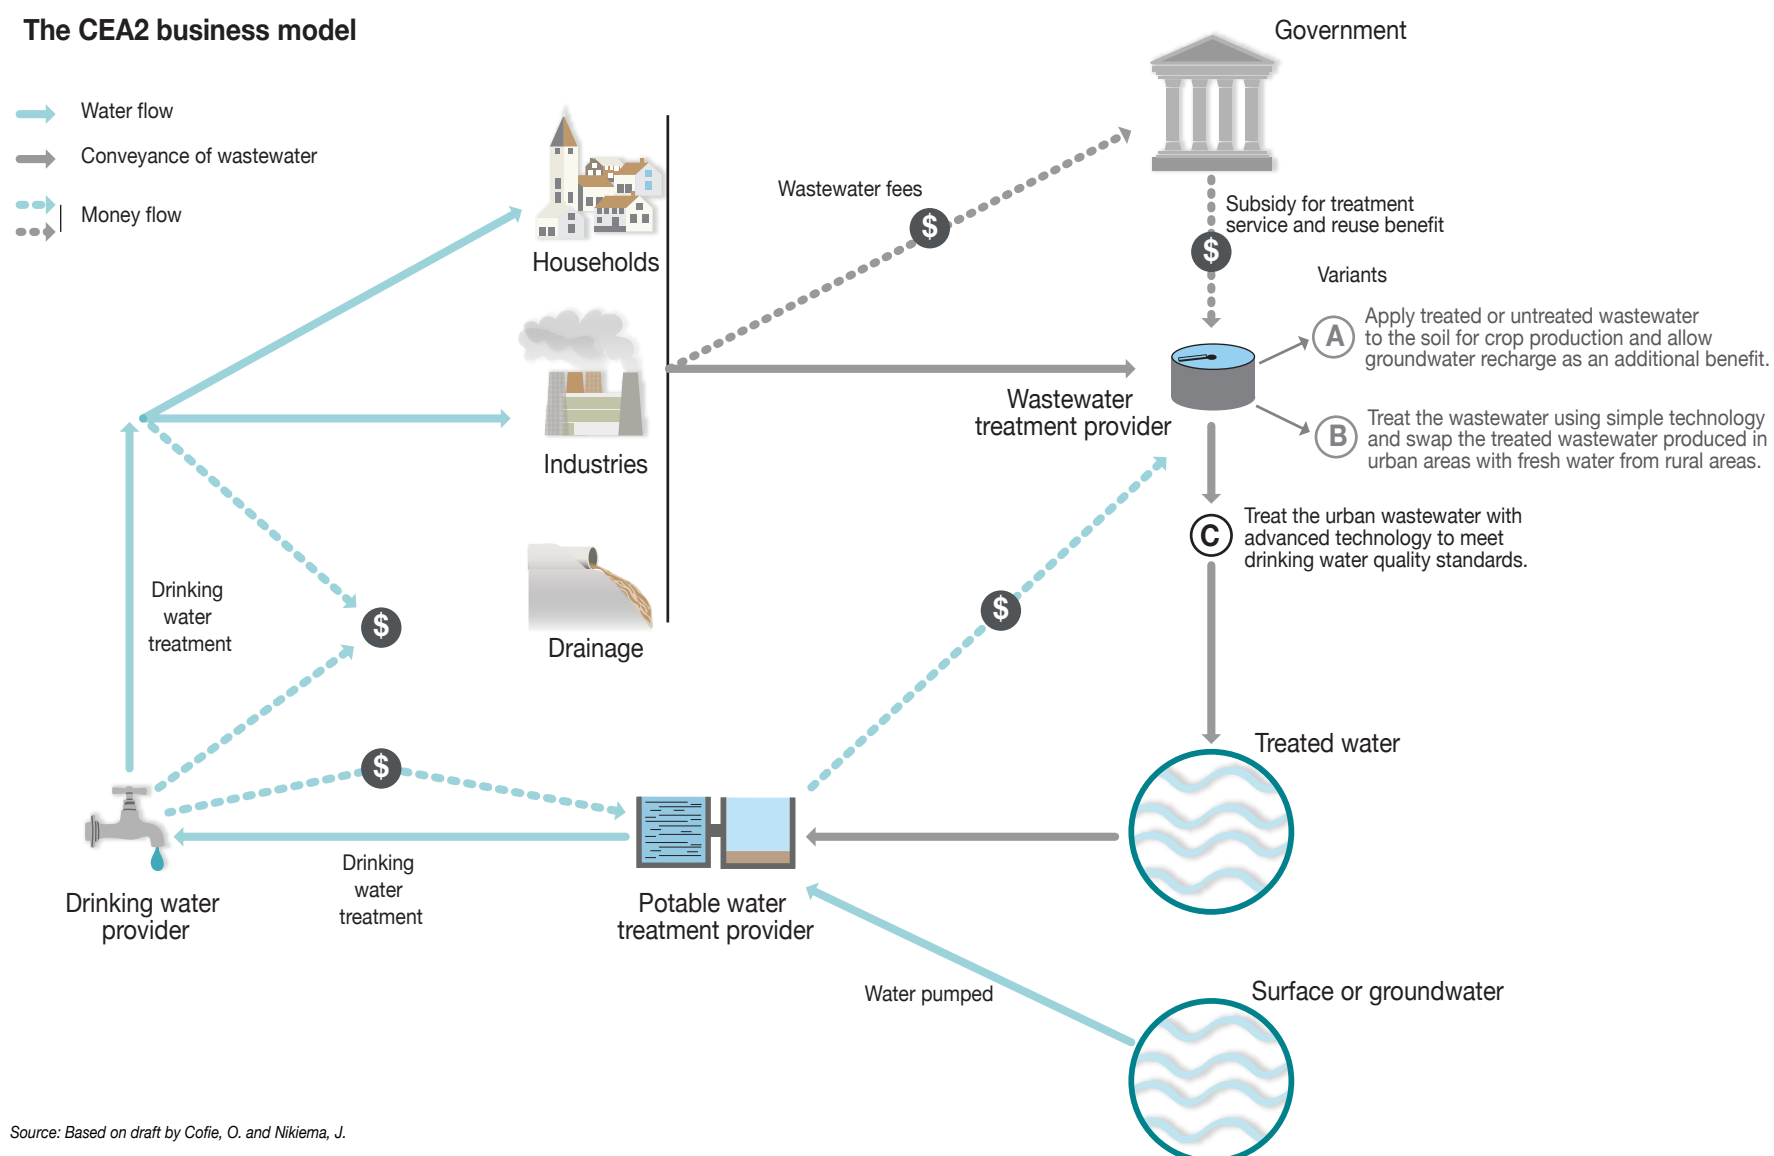 The CEA2 business model
Water flow
Conveyance of wastewater
Money flow
Households
Industries
Drainage
Wastewater fees
$
Government
Subsidy for treatment
service and reuse benefit
$
Variants
A
Apply treated or untreated wastewater
to the soil for crop production and allow
groundwater recharge as an additional benefit.
Wastewater
treatment provider
B
Treat the wastewater using simple technology
and swap the treated wastewater produced in
urban areas with fresh water from rural areas.
C
Treat the urban wastewater with
advanced technology to meet
drinking water quality standards.
Drinking
water
treatment
$
$
$
Treated water
Drinking water
provider
Drinking
water
treatment
Potable water
treatment provider
Water pumped
Surface or groundwater
Source: Based on draft by Cofie, O. and Nikiema, J.